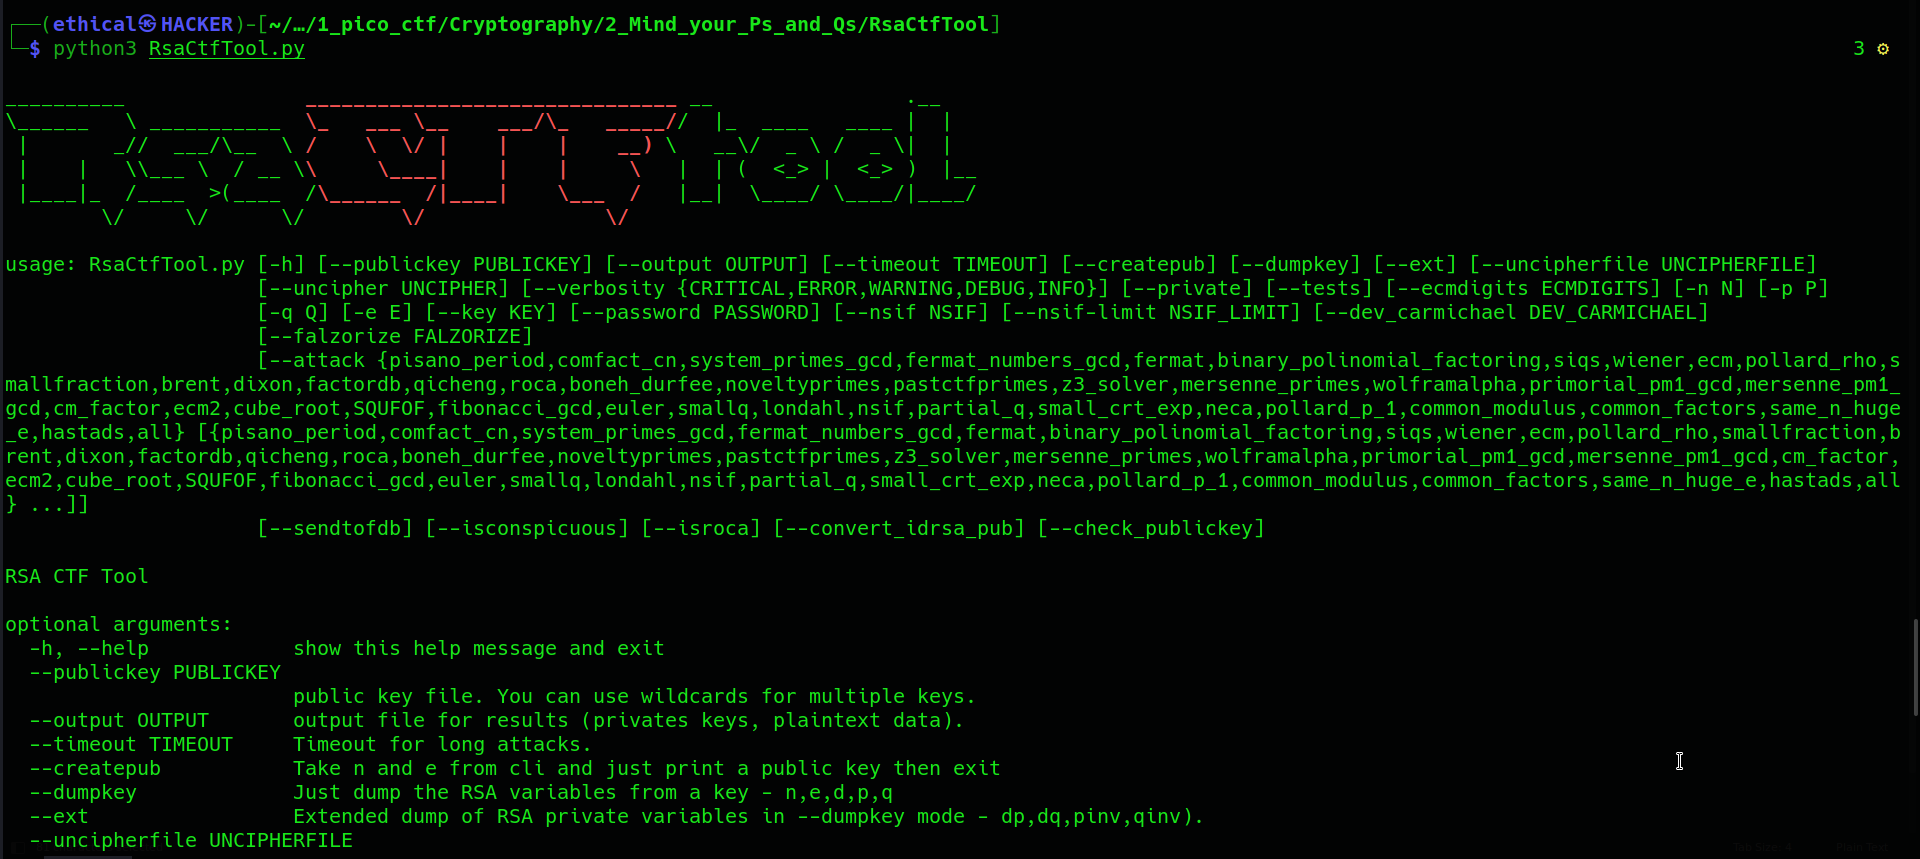 ┌──(ethical㉿HACKER)-[~/…/1_pico_ctf/Cryptography/2_Mind_your_Ps_and_Qs/RsaCtfTool]
└─$ python3 RsaCtfTool.py 3 ⚙
RsaCTFTool
usage: RsaCtfTool.py [-h] [--publickey PUBLICKEY] [--output OUTPUT] [--timeout TIMEOUT] [--createpub] [--dumpkey] [--ext] [--uncipherfile UNCIPHERFILE]
[--uncipher UNCIPHER] [--verbosity {CRITICAL,ERROR,WARNING,DEBUG,INFO}] [--private] [--tests] [--ecmdigits ECMDIGITS] [-n N] [-p P]
[-q Q] [-e E] [--key KEY] [--password PASSWORD] [--nsif NSIF] [--nsif-limit NSIF_LIMIT] [--dev_carmichael DEV_CARMICHAEL]
[--falzorize FALZORIZE]
[--attack {pisano_period,comfact_cn,system_primes_gcd,fermat_numbers_gcd,fermat,binary_polinomial_factoring,siqs,wiener,ecm,pollard_rho,s
mallfraction,brent,dixon,factordb,qicheng,roca,boneh_durfee,noveltyprimes,pastctfprimes,z3_solver,mersenne_primes,wolframalpha,primorial_pm1_gcd,mersenne_pm1_
gcd,cm_factor,ecm2,cube_root,SQUFOF,fibonacci_gcd,euler,smallq,londahl,nsif,partial_q,small_crt_exp,neca,pollard_p_1,common_modulus,common_factors,same_n_huge
_e,hastads,all} [{pisano_period,comfact_cn,system_primes_gcd,fermat_numbers_gcd,fermat,binary_polinomial_factoring,siqs,wiener,ecm,pollard_rho,smallfraction,b
rent,dixon,factordb,qicheng,roca,boneh_durfee,noveltyprimes,pastctfprimes,z3_solver,mersenne_primes,wolframalpha,primorial_pm1_gcd,mersenne_pm1_gcd,cm_factor,
ecm2,cube_root,SQUFOF,fibonacci_gcd,euler,smallq,londahl,nsif,partial_q,small_crt_exp,neca,pollard_p_1,common_modulus,common_factors,same_n_huge_e,hastads,all
} ...]]
[--sendtofdb] [--isconspicuous] [--isroca] [--convert_idrsa_pub] [--check_publickey]
RSA CTF Tool
optional arguments:
-h, --help show this help message and exit
--publickey PUBLICKEY
public key file. You can use wildcards for multiple keys.
--output OUTPUT output file for results (privates keys, plaintext data).
--timeout TIMEOUT Timeout for long attacks.
--createpub Take n and e from cli and just print a public key then exit
--dumpkey Just dump the RSA variables from a key - n,e,d,p,q
--ext Extended dump of RSA private variables in --dumpkey mode - dp,dq,pinv,qinv).
--uncipherfile UNCIPHERFILE